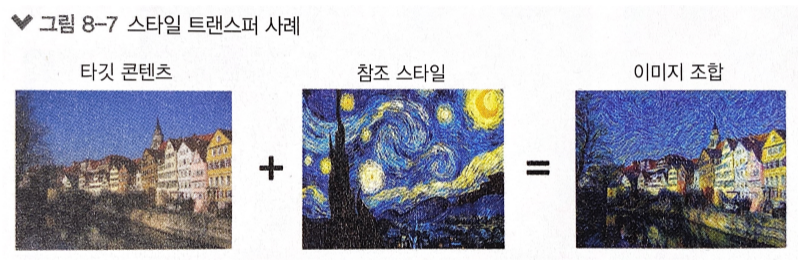 그림 8-7 스타일 트랜스퍼 사례
타깃 콘텐츠 참조 스타일 이미지 조합
+ =